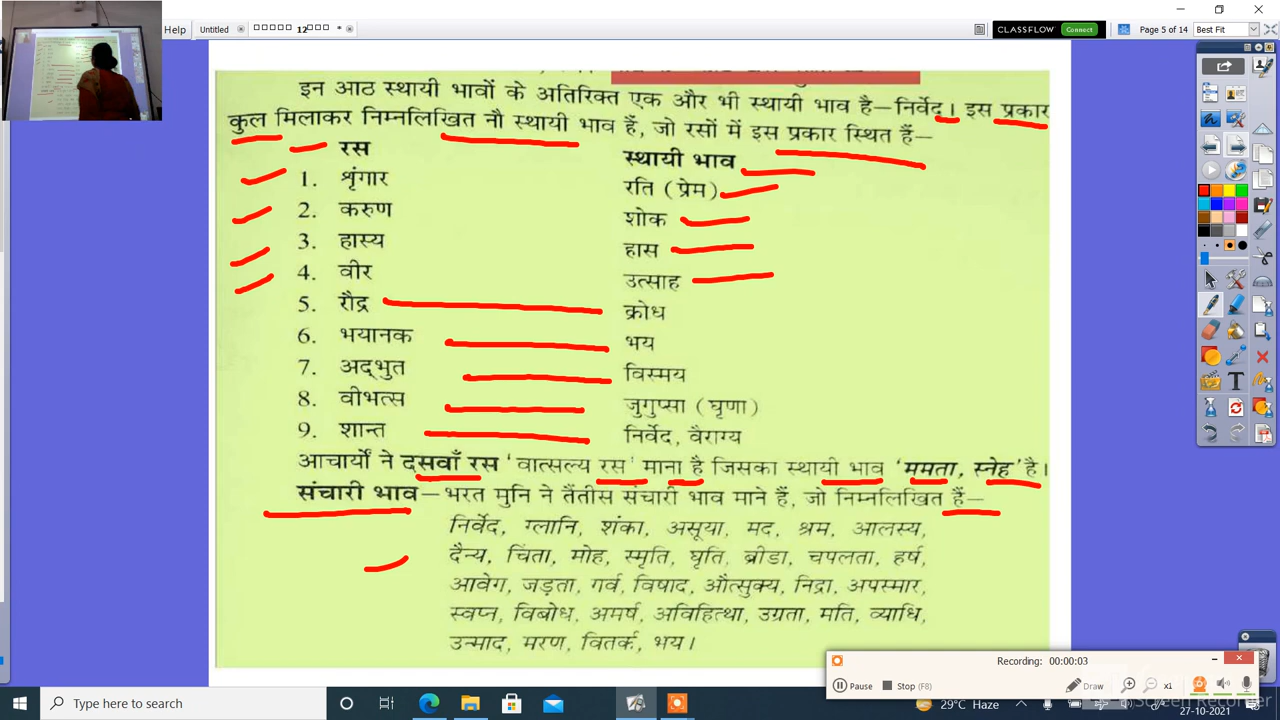 Help
Untitled
12
CLASSFLOW Connect
Page 5 of 14
Best Fit
इन आठ स्थायी भावों के अतिरिक्त एक और भी स्थायी भाव है—निर्वेद। इस प्रकार
कुल मिलाकर निम्नलिखित नौ स्थायी भाव हैं, जो रसों में इस प्रकार स्थित हैं—
रस स्थायी भाव
1. शृंगार रति (प्रेम)
2. करुण शोक
3. हास्य हास
4. वीर उत्साह
5. रौद्र क्रोध
6. भयानक भय
7. अद्भुत विस्मय
8. वीभत्स जुगुप्सा (घृणा)
9. शान्त निर्वेद, वैराग्य
आचार्यों ने दसवाँ रस 'वात्सल्य रस' माना है जिसका स्थायी भाव 'ममता, स्नेह' है।
संचारी भाव—भरत मुनि ने तैंतीस संचारी भाव माने हैं, जो निम्नलिखित हैं—
निर्वेद, ग्लानि, शंका, असूया, मद, श्रम, आलस्य,
दैन्य, चिंता, मोह, स्मृति, घृति, ब्रीडा, चपलता, हर्ष,
आवेग, जड़ता, गर्व, विषाद, औत्सुक्य, निद्रा, अपस्मार,
स्वप्न, विबोध, अमर्ष, अविहित्था, उग्रता, मति, व्याधि,
उन्माद, मरण, वितर्क, भय।
Recording: 00:00:03
Pause Stop (F8) Draw x1
Screen Recorder
Type here to search
29°C Haze
27-10-2021